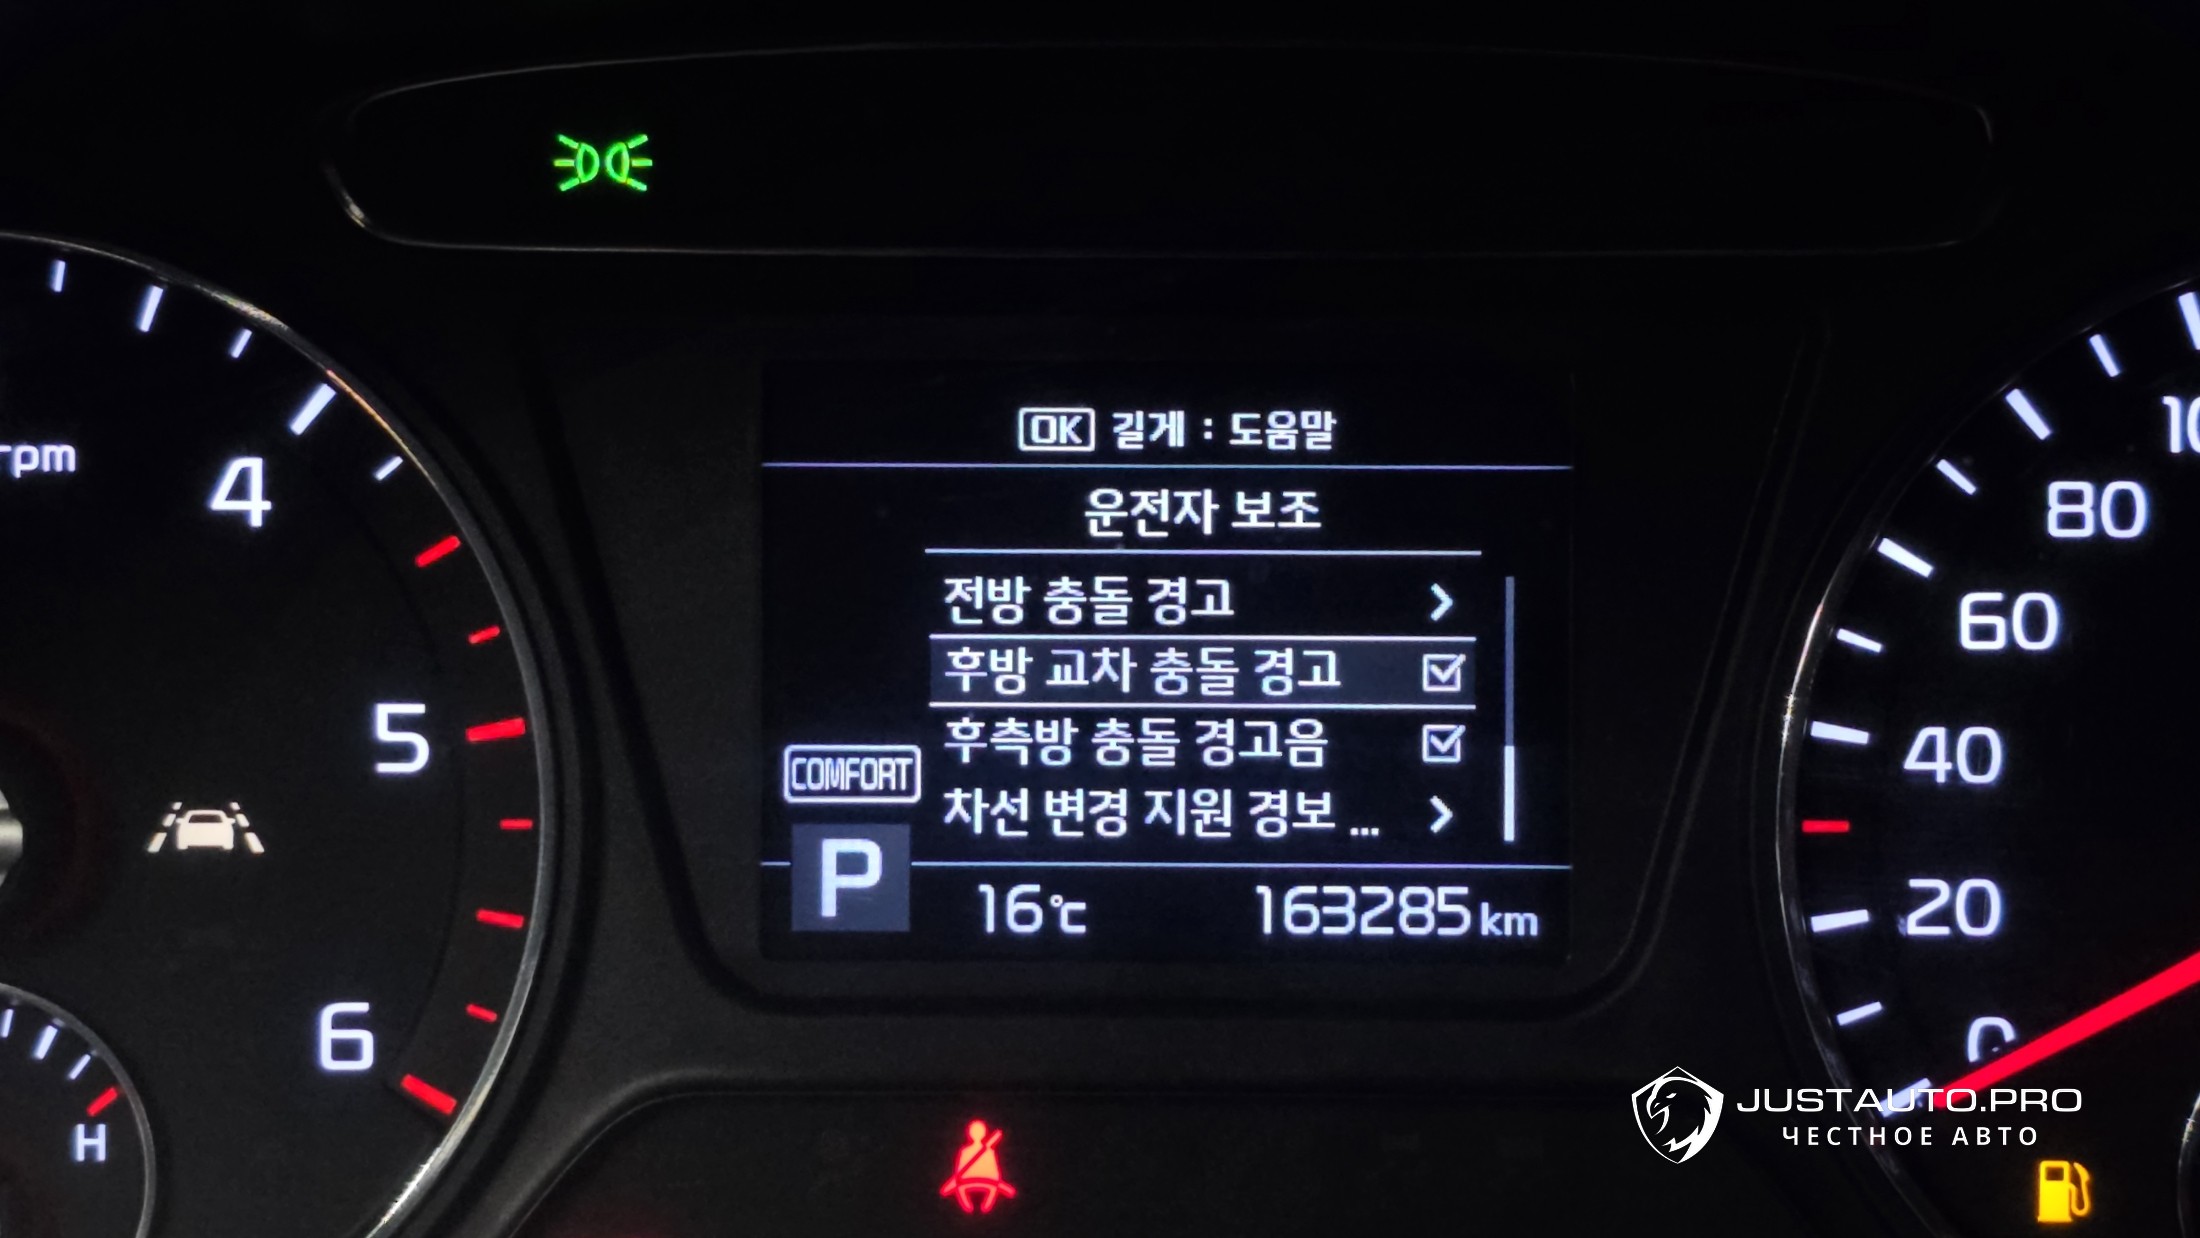 OK 길게 : 도움말
운전자 보조
전방 충돌 경고
후방 교차 충돌 경고
후측방 충돌 경고음
차선 변경 지원 경보 ...
COMFORT
P
16℃ 163285 km
rpm
4
5
6
H
80
60
40
20
0
JUSTAUTO.PRO
ЧЕСТНОЕ АВТО